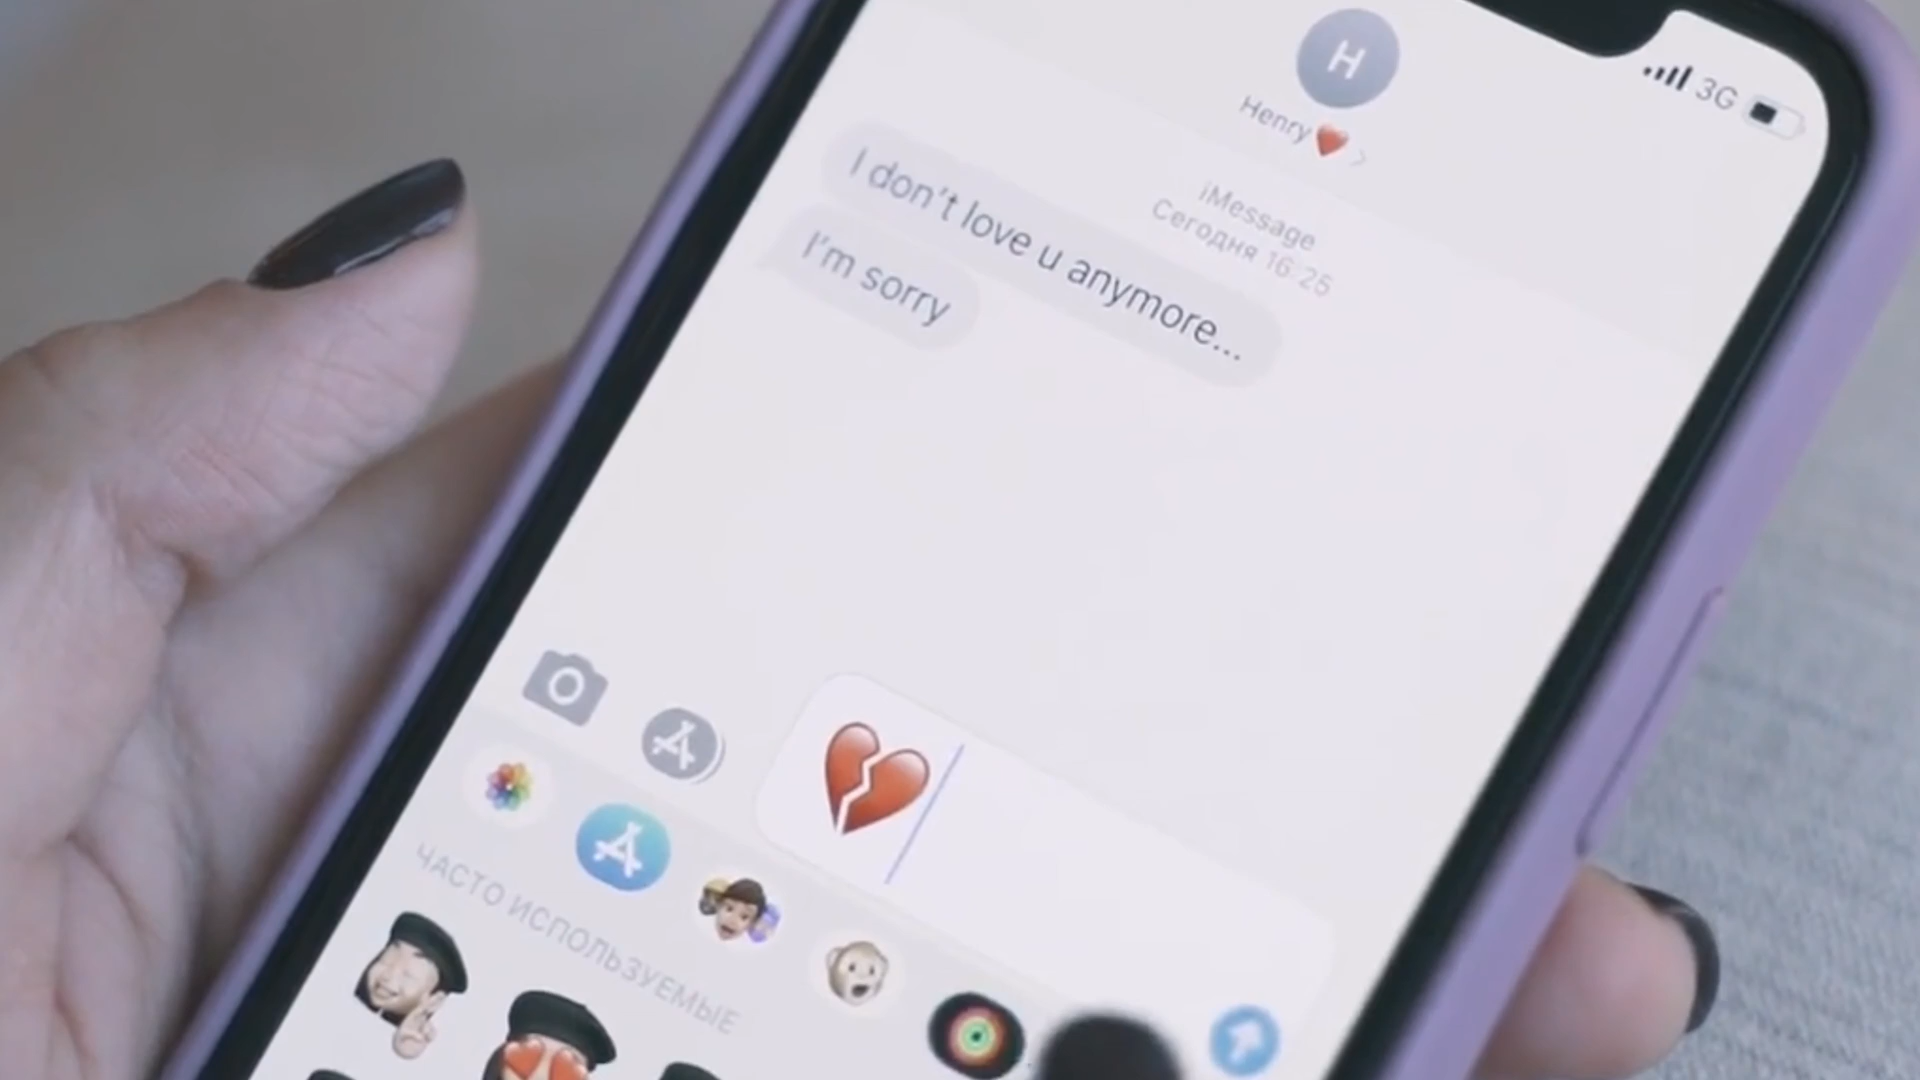 3G
H
Henry❤️
iMessage
Сегодня 16:25
I don't love u anymore...
I'm sorry
💔
ЧАСТО ИСПОЛЬЗУЕМЫЕ